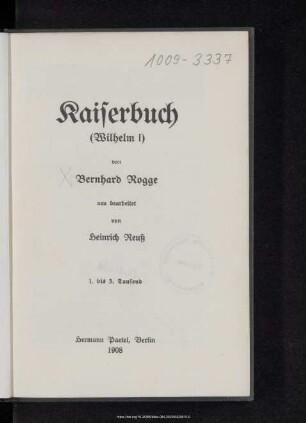 1009-3337
Kaiserbuch
(Wilhelm I)
von
Bernhard Rogge
neu bearbeitet
von
Heinrich Reuß
1. bis 3. Tausend
Hermann Paetel, Berlin
1908